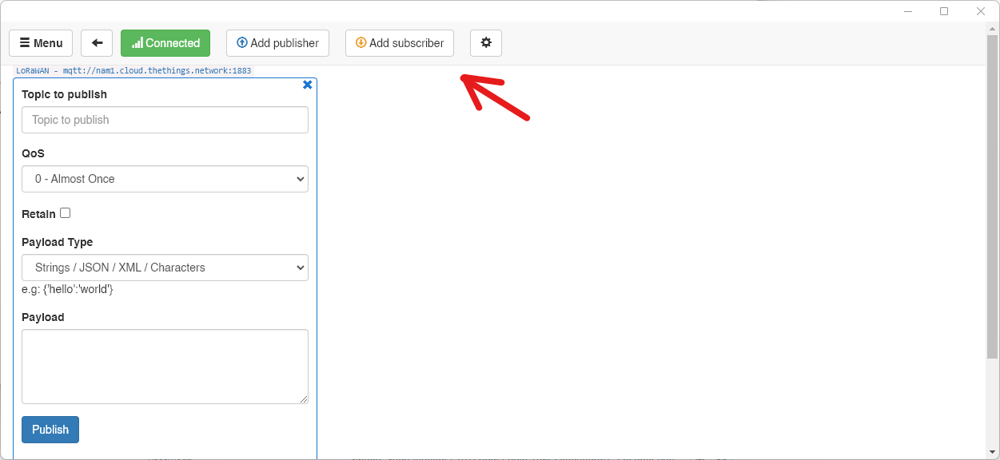 Menu
Connected
Add publisher
Add subscriber
LoRaWAN - mqtt://nam1.cloud.thethings.network:1883
Topic to publish
Topic to publish
QoS
0 - Almost Once
Retain
Payload Type
Strings / JSON / XML / Characters
e.g: {'hello':'world'}
Payload
Publish